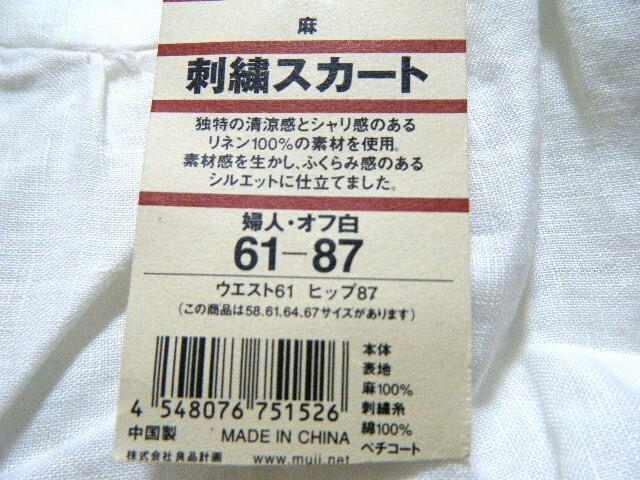 麻
刺繍スカート
独特の清涼感とシャリ感のある
リネン100%の素材を使用。
素材感を生かし、ふくらみ感のある
シルエットに仕立てました。
婦人・オフ白
61-87
ウエスト61 ヒップ87
(この商品は58.61.64.67サイズがあります)
4 548076 751526
中国製 MADE IN CHINA
株式会社良品計画 www.muji.net
本体
表地
麻100%
刺繍糸
綿100%
ペチコート